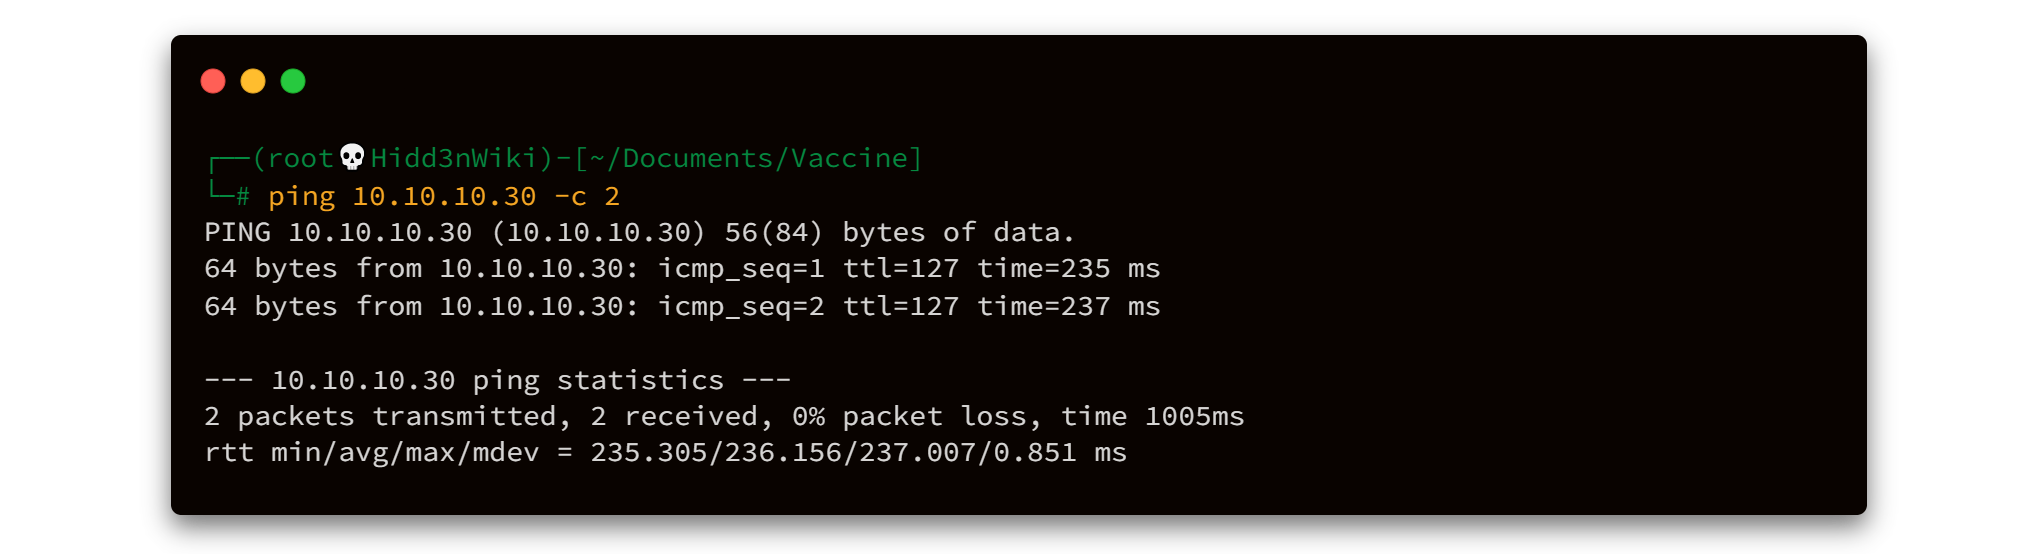 ┌──(root💀Hidd3nWiki)-[~/Documents/Vaccine]
└─# ping 10.10.10.30 -c 2
PING 10.10.10.30 (10.10.10.30) 56(84) bytes of data.
64 bytes from 10.10.10.30: icmp_seq=1 ttl=127 time=235 ms
64 bytes from 10.10.10.30: icmp_seq=2 ttl=127 time=237 ms

--- 10.10.10.30 ping statistics ---
2 packets transmitted, 2 received, 0% packet loss, time 1005ms
rtt min/avg/max/mdev = 235.305/236.156/237.007/0.851 ms